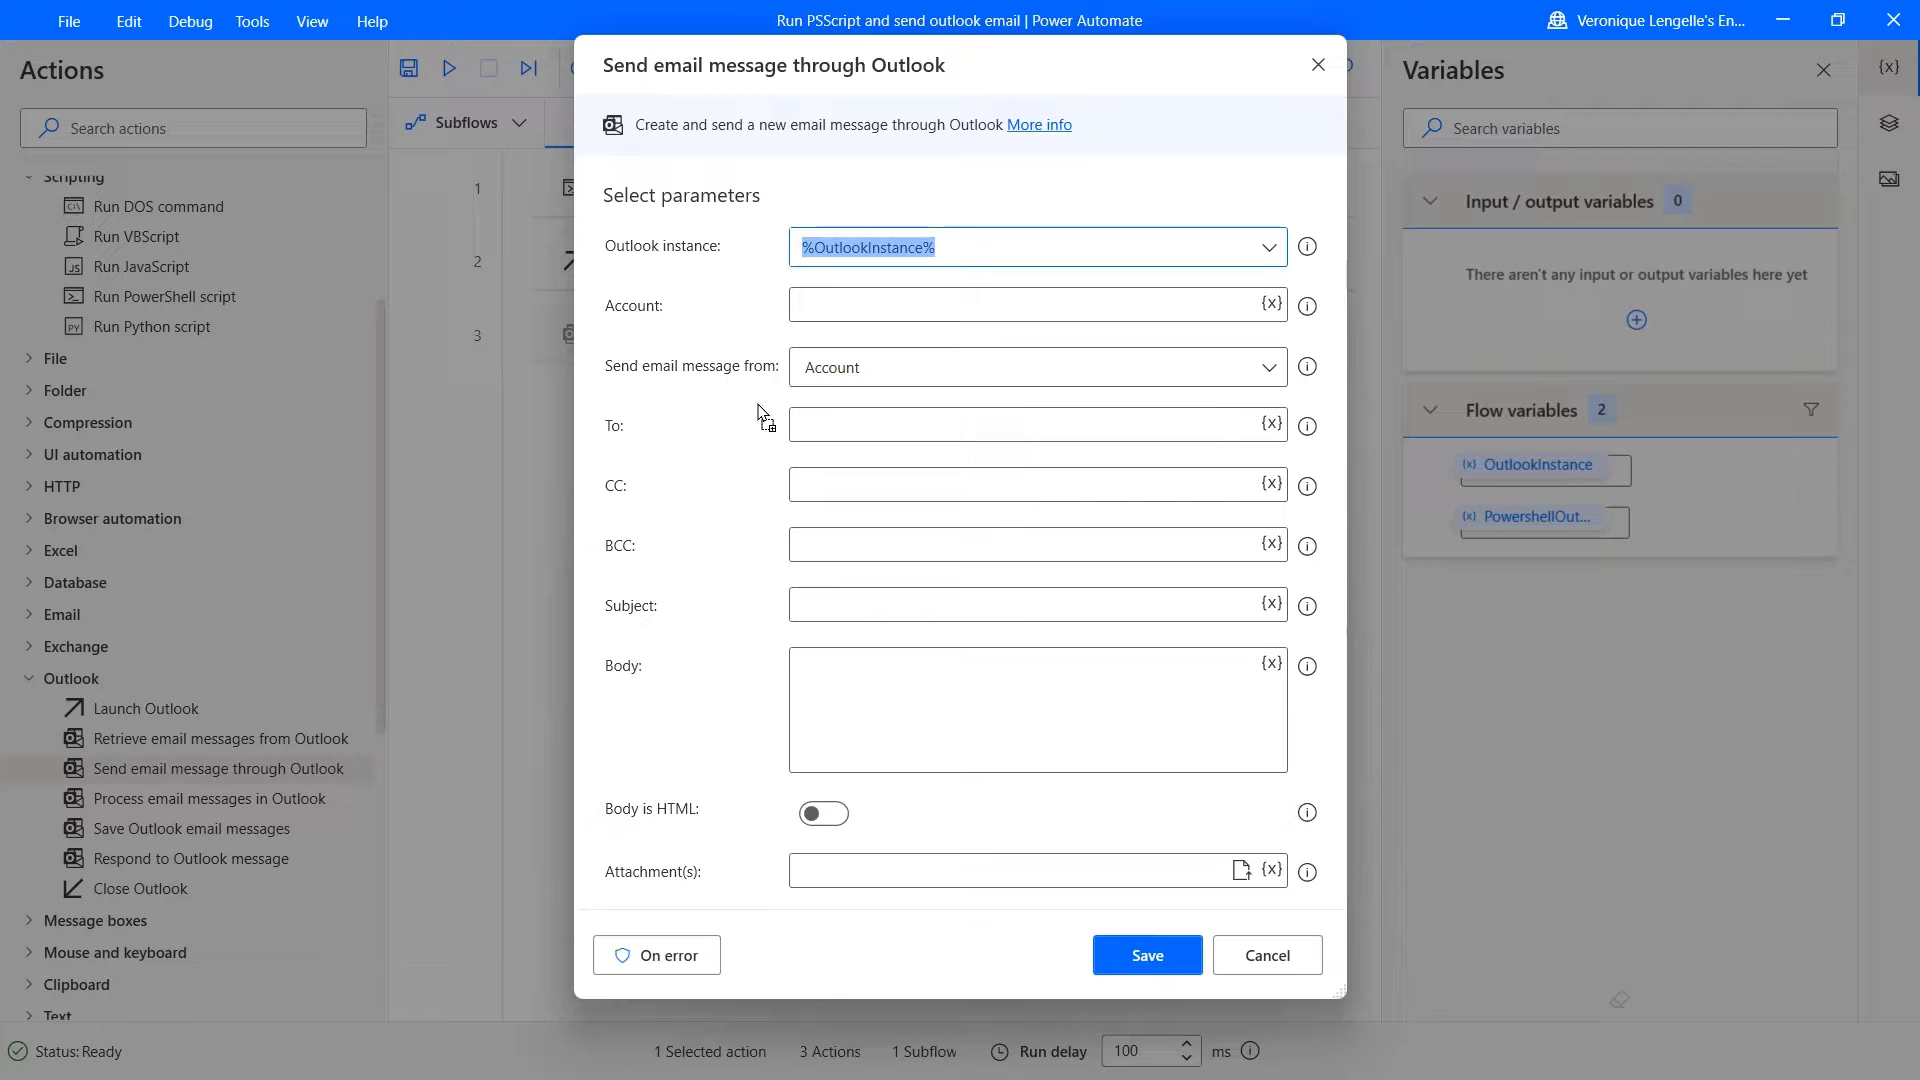 File Edit Debug Tools View Help
Run PSScript and send outlook email | Power Automate
Veronique Lengelle's En...
Actions
Search actions
Scripting
Run DOS command
Run VBScript
Run JavaScript
Run PowerShell script
Run Python script
File
Folder
Compression
UI automation
HTTP
Browser automation
Excel
Database
Email
Exchange
Outlook
Launch Outlook
Retrieve email messages from Outlook
Send email message through Outlook
Process email messages in Outlook
Save Outlook email messages
Respond to Outlook message
Close Outlook
Message boxes
Mouse and keyboard
Clipboard
Text
Subflows
1
2
3
Send email message through Outlook
Create and send a new email message through Outlook More info
Select parameters
Outlook instance: %OutlookInstance%
Account: {x}
Send email message from: Account
To: {x}
CC: {x}
BCC: {x}
Subject: {x}
Body: {x}
Body is HTML:
Attachment(s): {x}
On error
Save
Cancel
Variables
{x}
Search variables
Input / output variables 0
There aren't any input or output variables here yet
Flow variables 2
(x) OutlookInstance
(x) PowershellOut...
Status: Ready
1 Selected action
3 Actions
1 Subflow
Run delay 100 ms